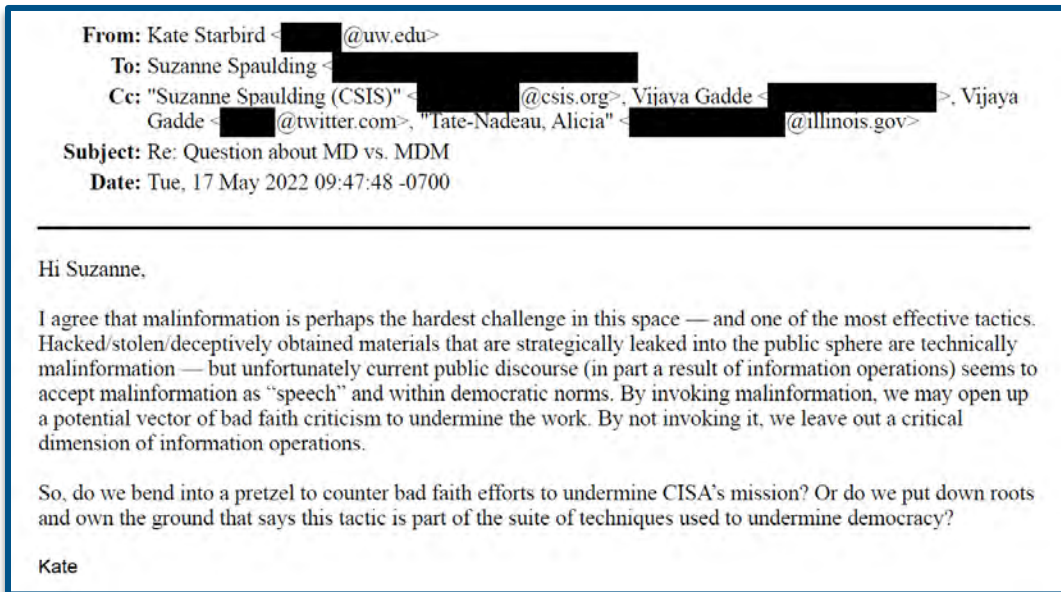 From: Kate Starbird < @uw.edu>
To: Suzanne Spaulding <
Cc: "Suzanne Spaulding (CSIS)" < @csis.org>, Vijaya Gadde < >, Vijaya
Gadde < @twitter.com>, "Tate-Nadeau, Alicia" < @illinois.gov>
Subject: Re: Question about MD vs. MDM
Date: Tue, 17 May 2022 09:47:48 -0700
Hi Suzanne,
I agree that malinformation is perhaps the hardest challenge in this space — and one of the most effective tactics.
Hacked/stolen/deceptively obtained materials that are strategically leaked into the public sphere are technically
malinformation — but unfortunately current public discourse (in part a result of information operations) seems to
accept malinformation as “speech” and within democratic norms. By invoking malinformation, we may open up
a potential vector of bad faith criticism to undermine the work. By not invoking it, we leave out a critical
dimension of information operations.
So, do we bend into a pretzel to counter bad faith efforts to undermine CISA’s mission? Or do we put down roots
and own the ground that says this tactic is part of the suite of techniques used to undermine democracy?
Kate